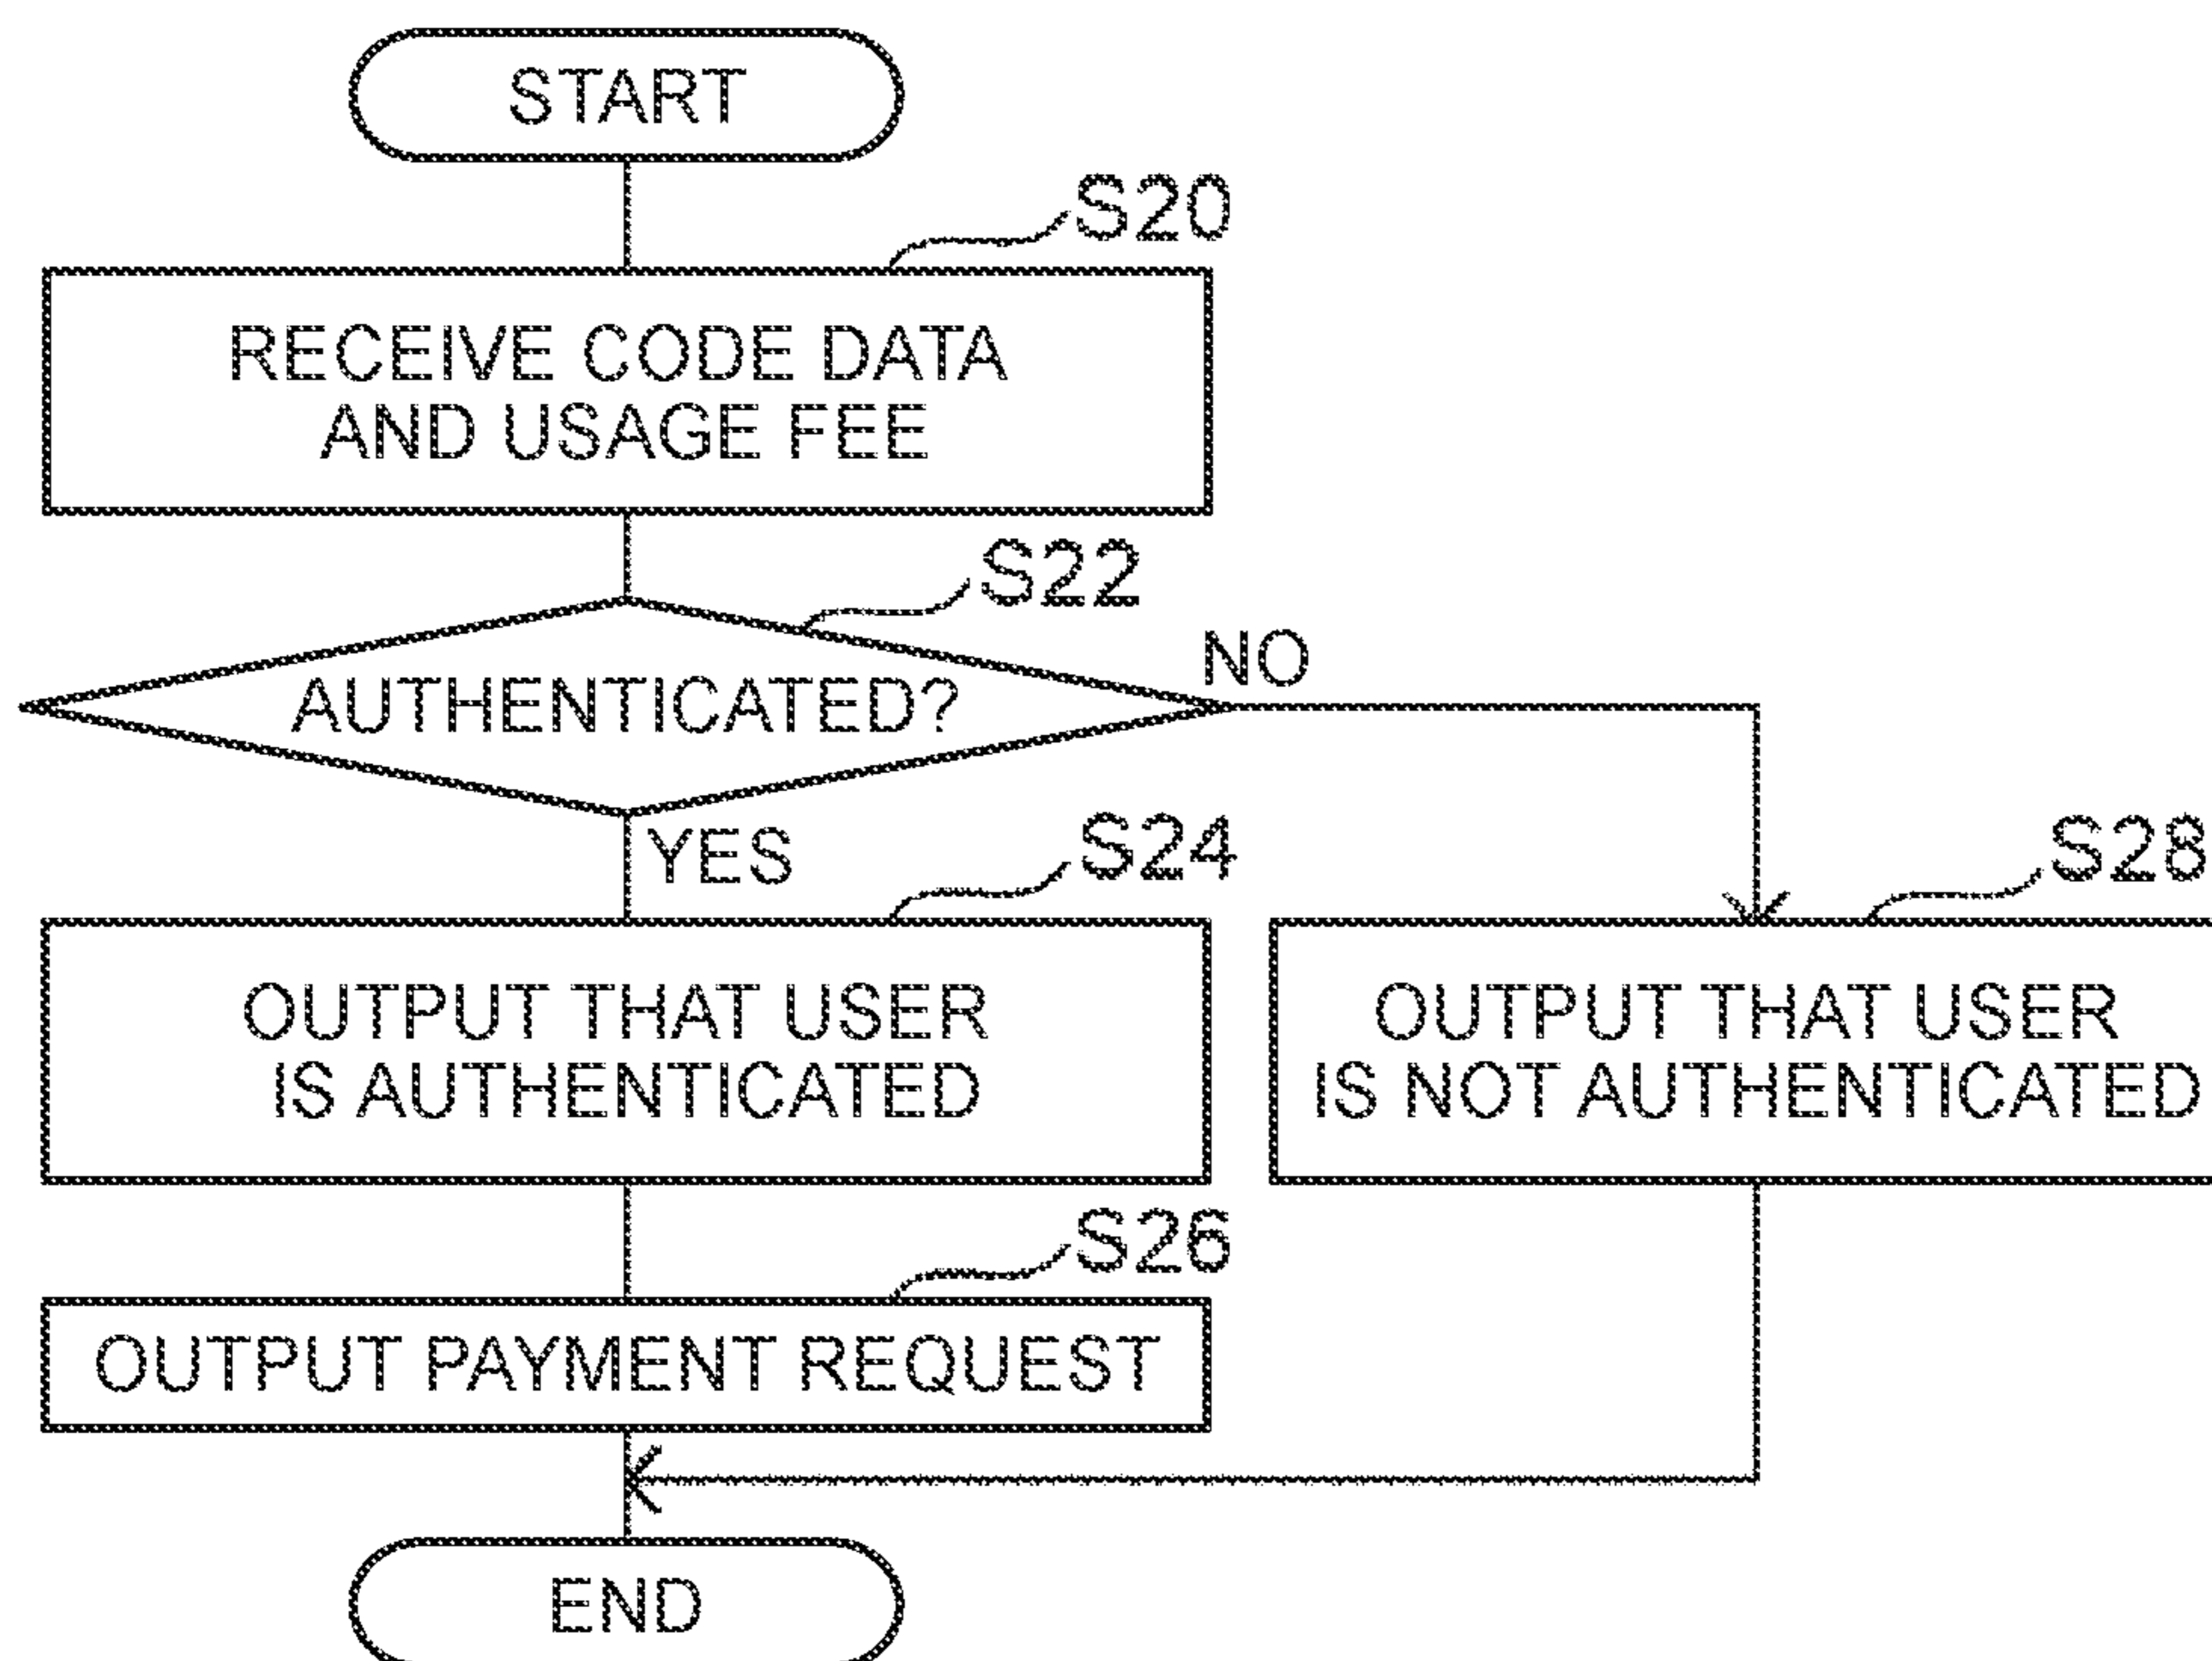 START
S20
RECEIVE CODE DATA
AND USAGE FEE
S22
AUTHENTICATED?
NO
YES
S24
S28
OUTPUT THAT USER
IS AUTHENTICATED
OUTPUT THAT USER
IS NOT AUTHENTICATED
S26
OUTPUT PAYMENT REQUEST
END